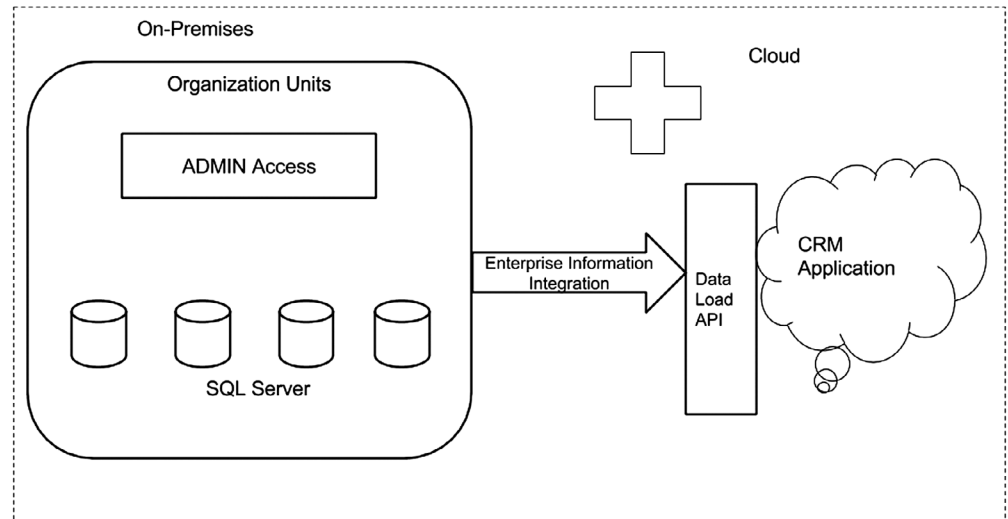 On-Premises
Cloud
Organization Units
ADMIN Access
SQL Server
Enterprise Information
Integration
Data
Load
API
CRM
Application